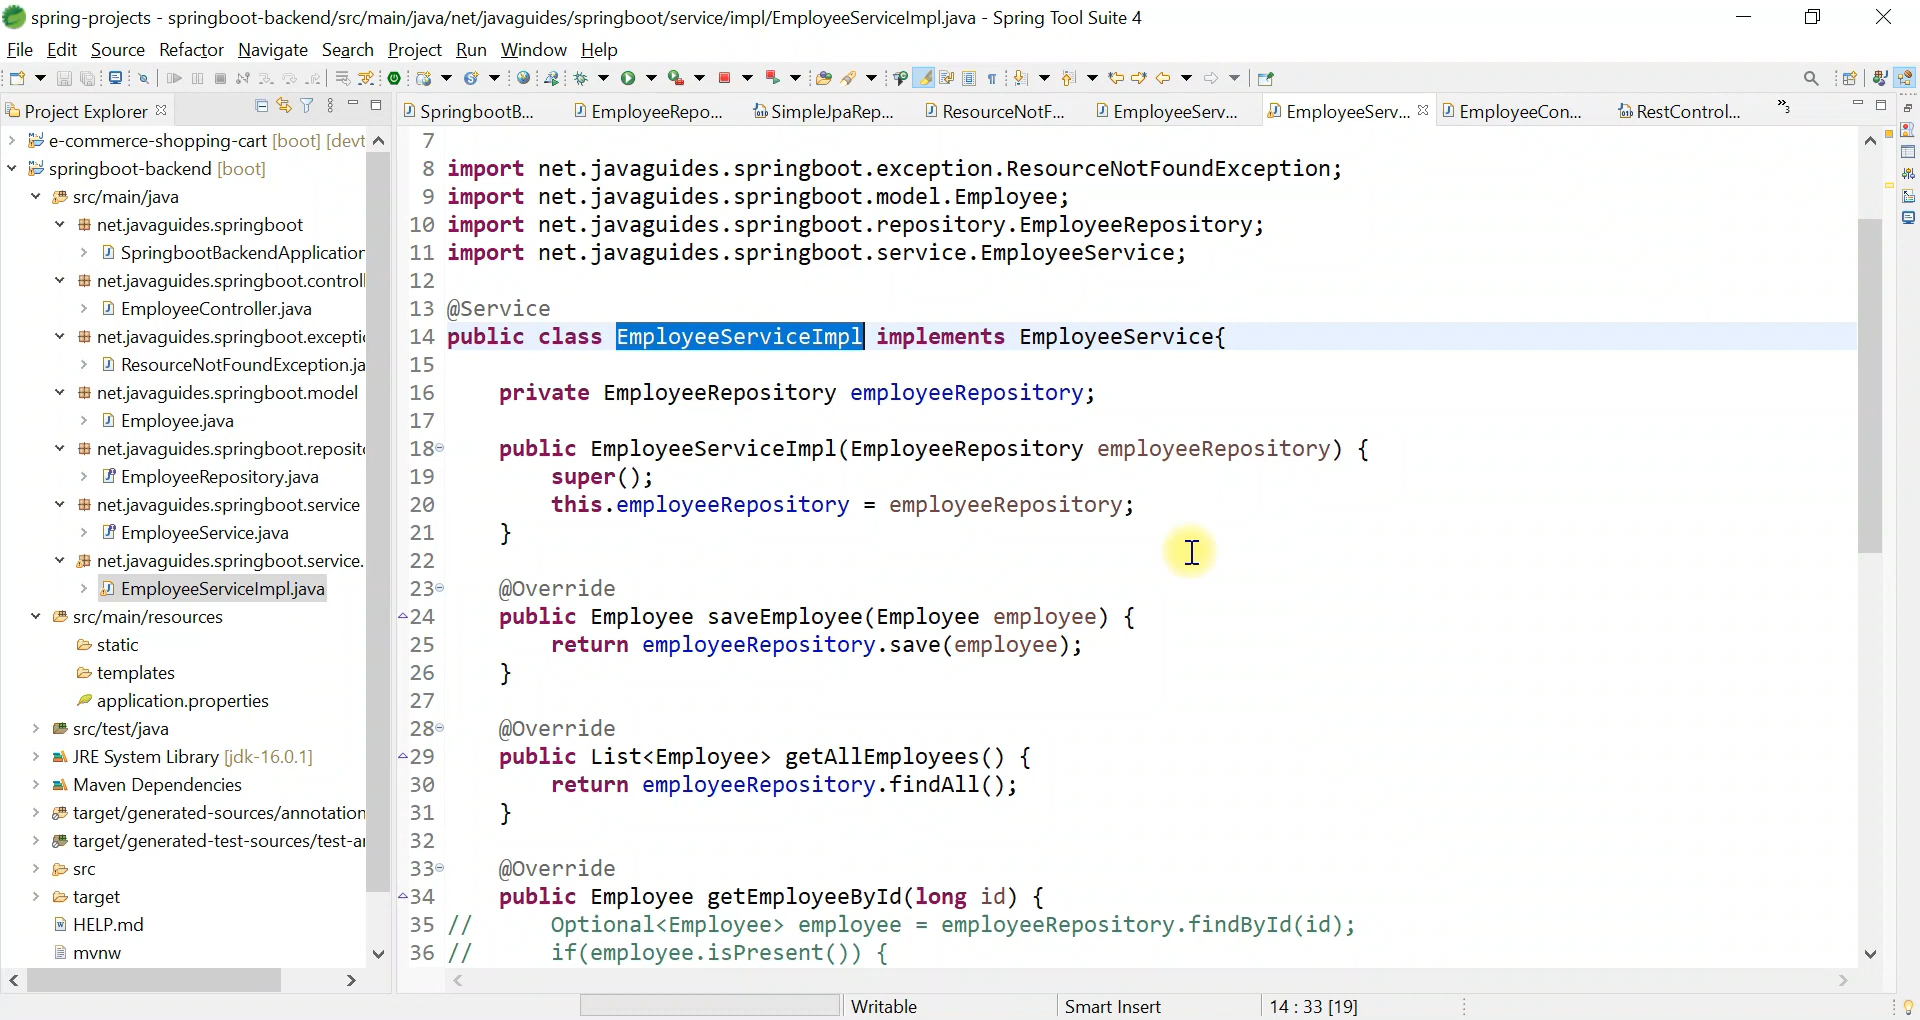 spring-projects - springboot-backend/src/main/java/net/javaguides/springboot/service/impl/EmployeeServiceImpl.java - Spring Tool Suite 4
File Edit Source Refactor Navigate Search Project Run Window Help
Project Explorer
SpringbootB... EmployeeRepo... SimpleJpaRep... ResourceNotF... EmployeeServ... EmployeeServ... EmployeeCon... RestControl... »3
e-commerce-shopping-cart [boot] [devt
springboot-backend [boot]
src/main/java
net.javaguides.springboot
SpringbootBackendApplication
net.javaguides.springboot.controll
EmployeeController.java
net.javaguides.springboot.exceptio
ResourceNotFoundException.ja
net.javaguides.springboot.model
Employee.java
net.javaguides.springboot.reposito
EmployeeRepository.java
net.javaguides.springboot.service
EmployeeService.java
net.javaguides.springboot.service.
EmployeeServiceImpl.java
src/main/resources
static
templates
application.properties
src/test/java
JRE System Library [jdk-16.0.1]
Maven Dependencies
target/generated-sources/annotation
target/generated-test-sources/test-an
src
target
HELP.md
mvnw
7
8 import net.javaguides.springboot.exception.ResourceNotFoundException;
9 import net.javaguides.springboot.model.Employee;
10 import net.javaguides.springboot.repository.EmployeeRepository;
11 import net.javaguides.springboot.service.EmployeeService;
12
13 @Service
14 public class EmployeeServiceImpl implements EmployeeService{
15
16 private EmployeeRepository employeeRepository;
17
18 public EmployeeServiceImpl(EmployeeRepository employeeRepository) {
19 super();
20 this.employeeRepository = employeeRepository;
21 }
22
23 @Override
24 public Employee saveEmployee(Employee employee) {
25 return employeeRepository.save(employee);
26 }
27
28 @Override
29 public List<Employee> getAllEmployees() {
30 return employeeRepository.findAll();
31 }
32
33 @Override
34 public Employee getEmployeeById(long id) {
35 // Optional<Employee> employee = employeeRepository.findById(id);
36 // if(employee.isPresent()) {
Writable Smart Insert 14 : 33 [19]